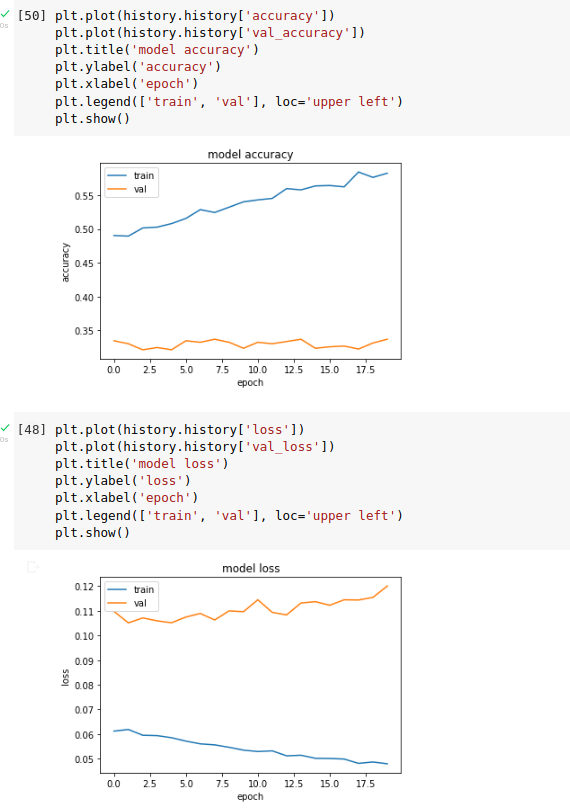 [50] plt.plot(history.history['accuracy'])
plt.plot(history.history['val_accuracy'])
plt.title('model accuracy')
plt.ylabel('accuracy')
plt.xlabel('epoch')
plt.legend(['train', 'val'], loc='upper left')
plt.show()
0s
model accuracy
train
val
0.55
0.50
0.45
0.40
0.35
accuracy
0.0 2.5 5.0 7.5 10.0 12.5 15.0 17.5
epoch
[48] plt.plot(history.history['loss'])
plt.plot(history.history['val_loss'])
plt.title('model loss')
plt.ylabel('loss')
plt.xlabel('epoch')
plt.legend(['train', 'val'], loc='upper left')
plt.show()
0s
model loss
train
val
0.12
0.11
0.10
0.09
0.08
0.07
0.06
0.05
loss
0.0 2.5 5.0 7.5 10.0 12.5 15.0 17.5
epoch